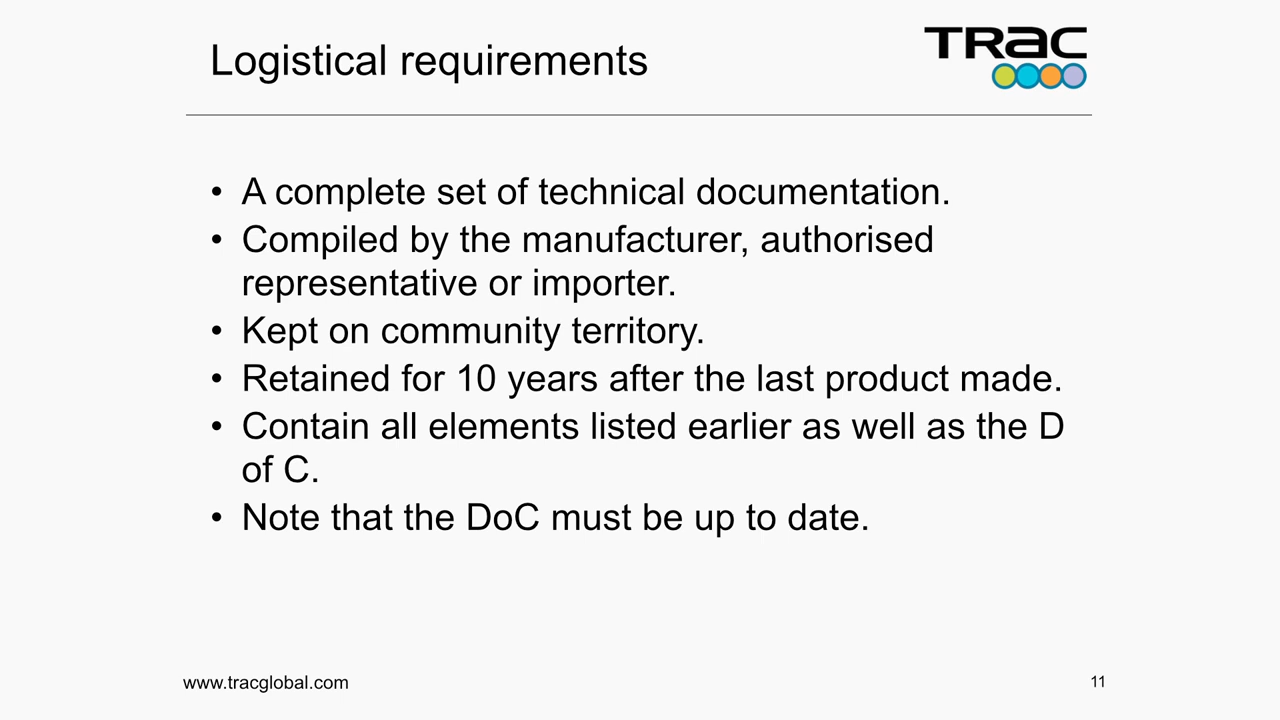 Logistical requirements
TRAC
• A complete set of technical documentation.
• Compiled by the manufacturer, authorised
representative or importer.
• Kept on community territory.
• Retained for 10 years after the last product made.
• Contain all elements listed earlier as well as the D
of C.
• Note that the DoC must be up to date.
www.tracglobal.com
11